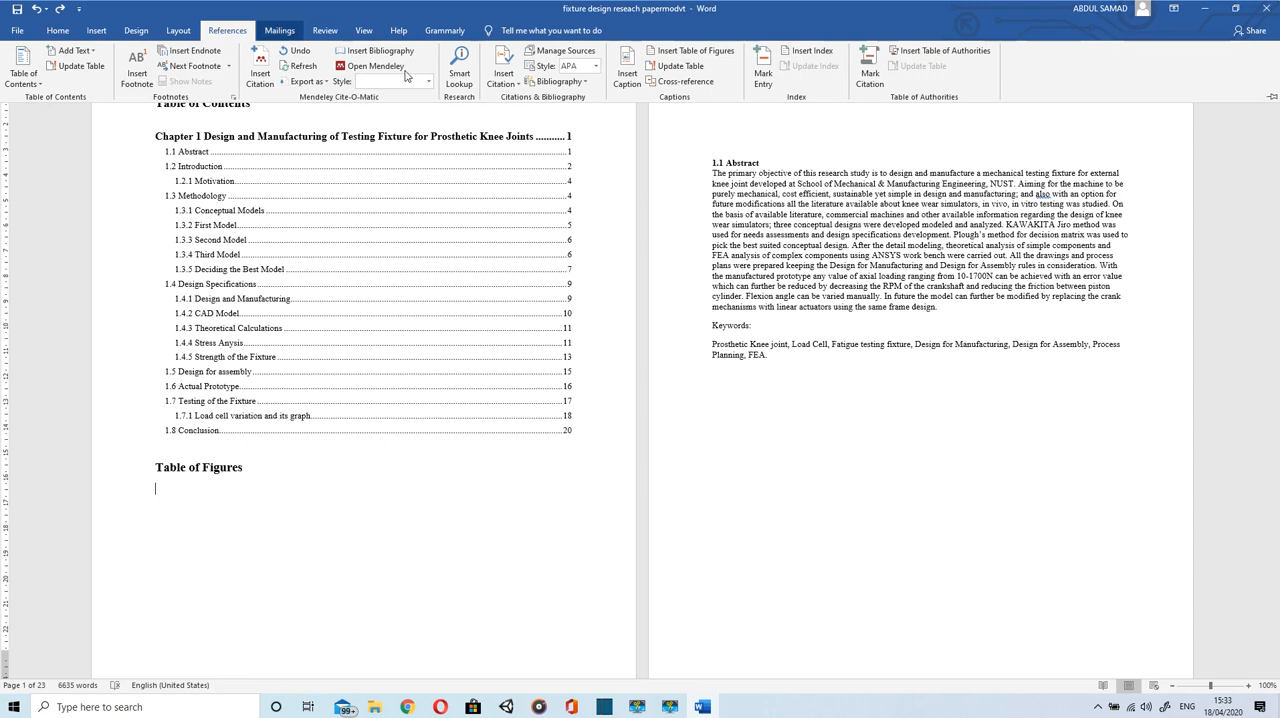 fixture design reseach papermodvt - Word
ABDUL SAMAD
File Home Insert Design Layout References Mailings Review View Help Grammarly Tell me what you want to do Share
Table of Contents
Add Text
Update Table
Table of Contents
AB1
Insert Footnote
Insert Endnote
Next Footnote
Show Notes
Footnotes
Insert Citation
Undo
Refresh
Export as
Insert Bibliography
Open Mendeley
Style:
Mendeley Cite-O-Matic
Smart Lookup
Research
Insert Citation
Manage Sources
Style: APA
Bibliography
Citations & Bibliography
Insert Caption
Insert Table of Figures
Update Table
Cross-reference
Captions
Mark Entry
Insert Index
Update Index
Index
Mark Citation
Insert Table of Authorities
Update Table
Table of Authorities
Table of Contents
Chapter 1 Design and Manufacturing of Testing Fixture for Prosthetic Knee Joints ........... 1
1.1 Abstract 1
1.2 Introduction 2
1.2.1 Motivation 4
1.3 Methodology 4
1.3.1 Conceptual Models 4
1.3.2 First Model 5
1.3.3 Second Model 6
1.3.4 Third Model 6
1.3.5 Deciding the Best Model 7
1.4 Design Specifications 9
1.4.1 Design and Manufacturing 9
1.4.2 CAD Model 10
1.4.3 Theoretical Calculations 11
1.4.4 Stress Anysis 11
1.4.5 Strength of the Fixture 13
1.5 Design for assembly 15
1.6 Actual Prototype 16
1.7 Testing of the Fixture 17
1.7.1 Load cell variation and its graph 18
1.8 Conclusion 20
Table of Figures
1.1 Abstract
The primary objective of this research study is to design and manufacture a mechanical testing fixture for external
knee joint developed at School of Mechanical & Manufacturing Engineering, NUST. Aiming for the machine to be
purely mechanical, cost efficient, sustainable yet simple in design and manufacturing; and also with an option for
future modifications all the literature available about knee wear simulators, in vivo, in vitro testing was studied. On
the basis of available literature, commercial machines and other available information regarding the design of knee
wear simulators; three conceptual designs were developed modeled and analyzed. KAWAKITA Jiro method was
used for needs assessments and design specifications development. Plough's method for decision matrix was used to
pick the best suited conceptual design. After the detail modeling, theoretical analysis of simple components and
FEA analysis of complex components using ANSYS work bench were carried out. All the drawings and process
plans were prepared keeping the Design for Manufacturing and Design for Assembly rules in consideration. With
the manufactured prototype any value of axial loading ranging from 10-1700N can be achieved with an error value
which can further be reduced by decreasing the RPM of the crankshaft and reducing the friction between piston
cylinder. Flexion angle can be varied manually. In future the model can further be modified by replacing the crank
mechanisms with linear actuators using the same frame design.
Keywords:
Prosthetic Knee joint, Load Cell, Fatigue testing fixture, Design for Manufacturing, Design for Assembly, Process
Planning, FEA.
Page 1 of 23 6635 words English (United States) 100%
Type here to search
99+
ENG
15:33
18/04/2020